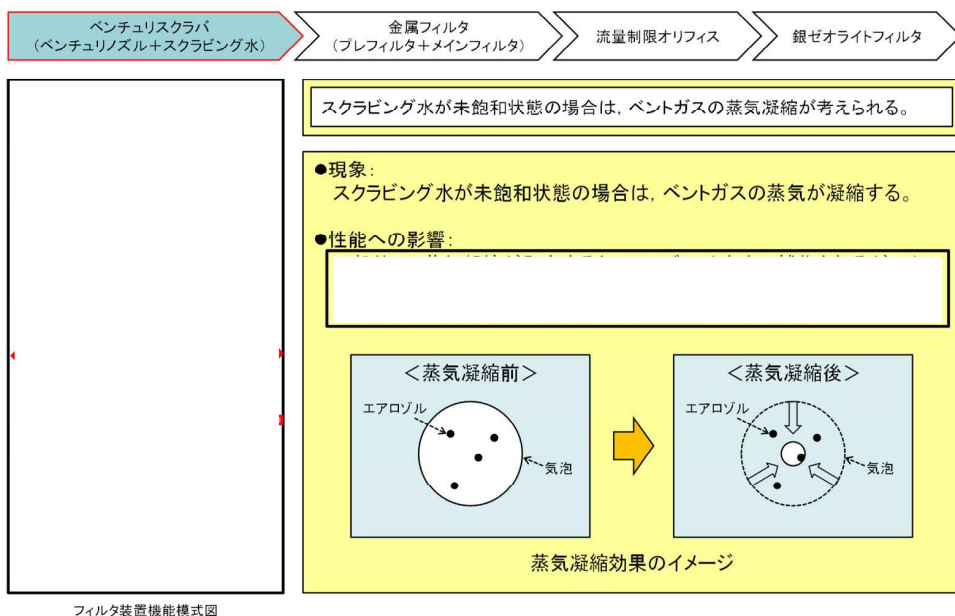 ベンチュリスクラバ
(ベンチュリノズル+スクラビング水)
金属フィルタ
(プレフィルタ+メインフィルタ)
流量制限オリフィス
銀ゼオライトフィルタ
スクラビング水が未飽和状態の場合は,ベントガスの蒸気凝縮が考えられる。
●現象:
スクラビング水が未飽和状態の場合は,ベントガスの蒸気が凝縮する。
●性能への影響:
<蒸気凝縮前>
エアロゾル
気泡
<蒸気凝縮後>
エアロゾル
気泡
蒸気凝縮効果のイメージ
フィルタ装置機能模式図